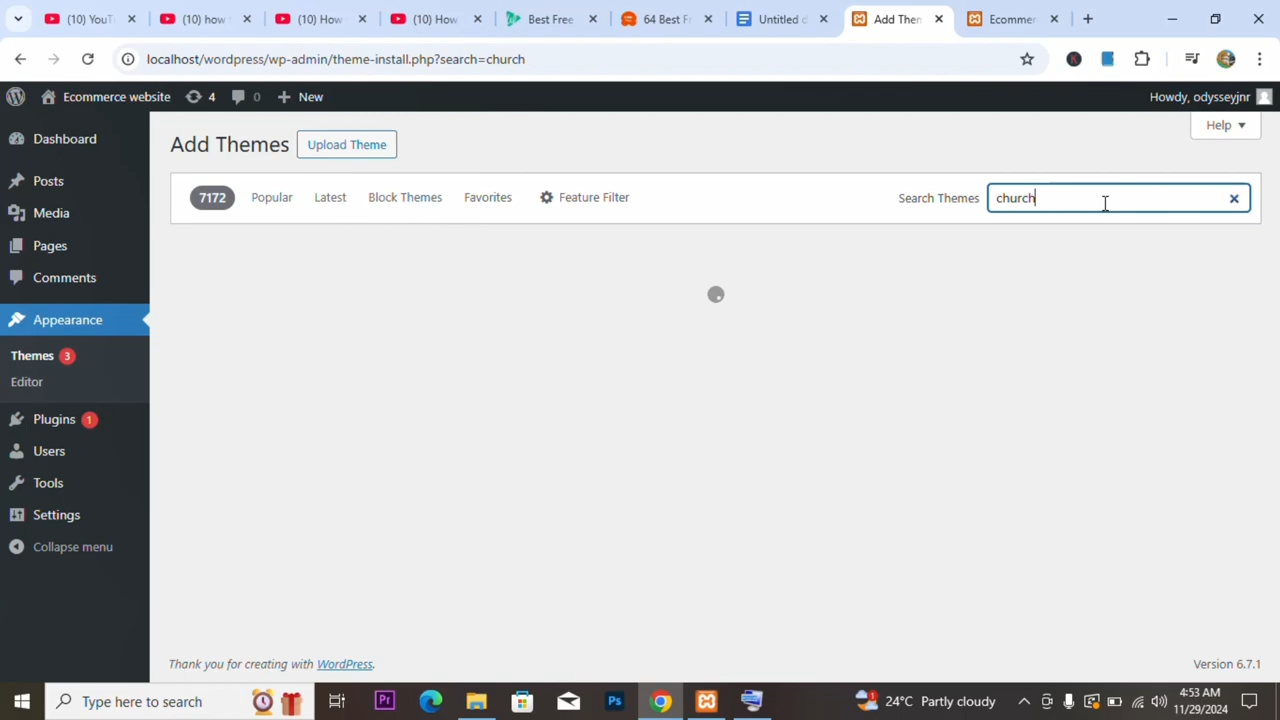 (10) YouT
(10) how
(10) How
(10) How
Best Free
64 Best F
Untitled d
Add Them
Ecommer
localhost/wordpress/wp-admin/theme-install.php?search=church
K
Ecommerce website
4
0
New
Howdy, odysseyjnr
Dashboard
Posts
Media
Pages
Comments
Appearance
Themes 3
Editor
Plugins 1
Users
Tools
Settings
Collapse menu
Help
Add Themes
Upload Theme
7172
Popular
Latest
Block Themes
Favorites
Feature Filter
Search Themes
church
Thank you for creating with WordPress.
Version 6.7.1
Type here to search
Pr
Ps
1
24°C Partly cloudy
4:53 AM
11/29/2024